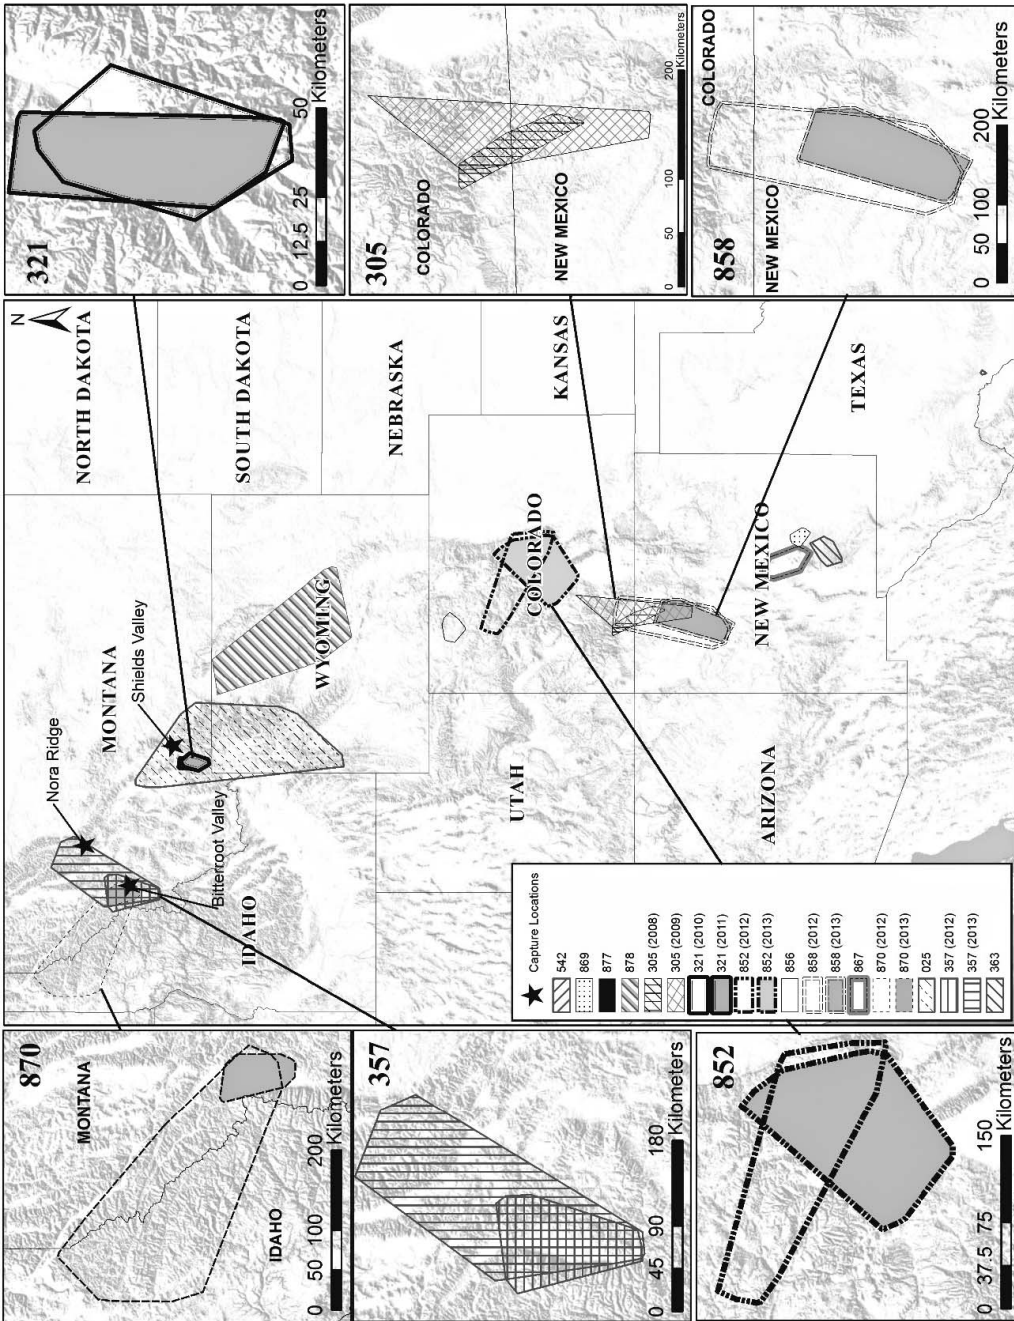 870
MONTANA
IDAHO
0 50 100 200
Kilometers
357
0 45 90 180
Kilometers
852
0 37.5 75 150
Kilometers
N
Nora Ridge
MONTANA
Shields Valley
NORTH DAKOTA
Bitterroot Valley
IDAHO
WYOMING
SOUTH DAKOTA
NEBRASKA
UTAH
COLORADO
KANSAS
ARIZONA
NEW MEXICO
TEXAS
Capture Locations
542
869
877
878
305 (2008)
305 (2009)
321 (2010)
321 (2011)
852 (2012)
852 (2013)
856
858 (2012)
858 (2013)
867
870 (2012)
870 (2013)
025
357 (2012)
357 (2013)
363
321
0 12.5 25 50
Kilometers
305
COLORADO
NEW MEXICO
0 50 100 200
Kilometers
858
COLORADO
NEW MEXICO
0 50 100 200
Kilometers